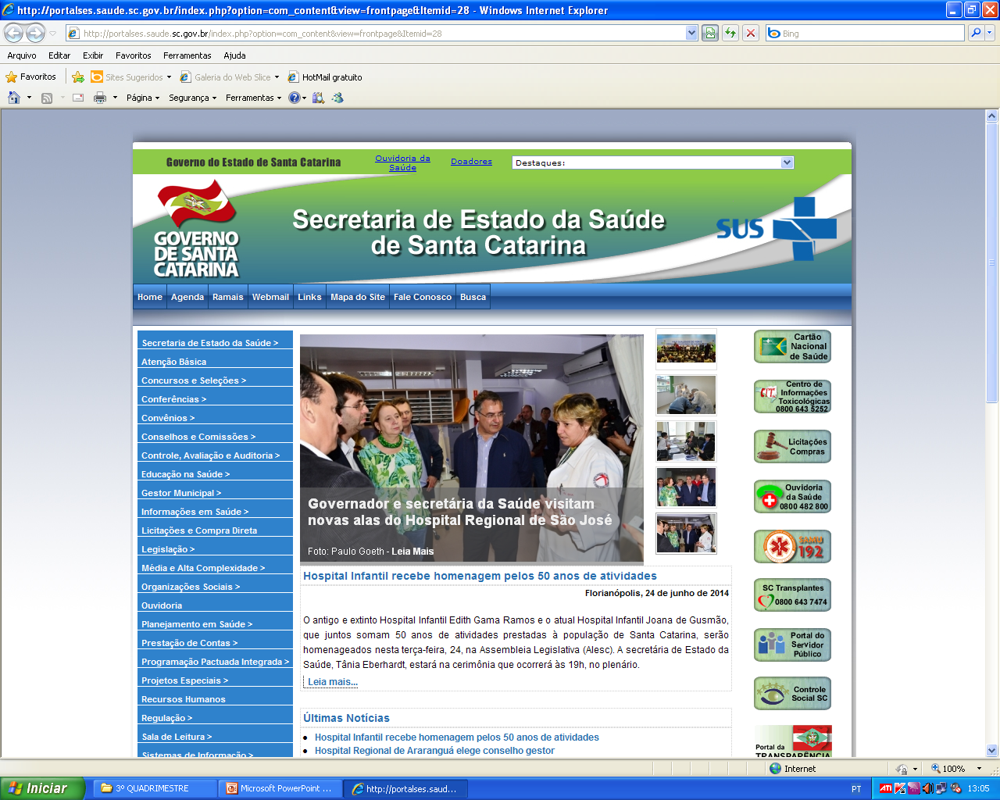 http://portalses.saude.sc.gov.br/index.php?option=com_content&view=frontpage&Itemid=28 - Windows Internet Explorer
http://portalses.saude.sc.gov.br/index.php?option=com_content&view=frontpage&Itemid=28
Bing
Arquivo Editar Exibir Favoritos Ferramentas Ajuda
Favoritos Sites Sugeridos Galeria do Web Slice HotMail gratuito
Página Segurança Ferramentas
Governo do Estado de Santa Catarina
Ouvidoria da
Saúde
Doadores
Destaques:
GOVERNO
DE SANTA
CATARINA
Secretaria de Estado da Saúde
de Santa Catarina
SUS
Home Agenda Ramais Webmail Links Mapa do Site Fale Conosco Busca
Secretaria de Estado da Saúde >
Atenção Básica
Concursos e Seleções >
Conferências >
Convênios >
Conselhos e Comissões >
Controle, Avaliação e Auditoria >
Educação na Saúde >
Gestor Municipal >
Informações em Saúde >
Licitações e Compra Direta
Legislação >
Média e Alta Complexidade >
Organizações Sociais >
Ouvidoria
Planejamento em Saúde >
Prestação de Contas >
Programação Pactuada Integrada >
Projetos Especiais >
Recursos Humanos
Regulação >
Sala de Leitura >
Sistemas de Informação >
Governador e secretária da Saúde visitam
novas alas do Hospital Regional de São José
Foto: Paulo Goeth - Leia Mais
Hospital Infantil recebe homenagem pelos 50 anos de atividades
Florianópolis, 24 de junho de 2014
O antigo e extinto Hospital Infantil Edith Gama Ramos e o atual Hospital Infantil Joana de Gusmão,
que juntos somam 50 anos de atividades prestadas à população de Santa Catarina, serão
homenageados nesta terça-feira, 24, na Assembleia Legislativa (Alesc). A secretária de Estado da
Saúde, Tânia Eberhardt, estará na cerimônia que ocorrerá às 19h, no plenário.
Leia mais...
Últimas Notícias
Hospital Infantil recebe homenagem pelos 50 anos de atividades
Hospital Regional de Araranguá elege conselho gestor
Cartão
Nacional
de Saúde
CIT
Centro de
Informações
Toxicológicas
0800 643 5252
Licitações
Compras
Ouvidoria
da Saúde
0800 482 800
SAMU
192
SC Transplantes
0800 643 7474
Portal do
Servidor
Público
Controle
Social SC
Portal da
TRANSPARÊNCIA
Internet 100%
Iniciar 3º QUADRIMESTRE Microsoft PowerPoint ... http://portalses.saud... PT ATI 13:05